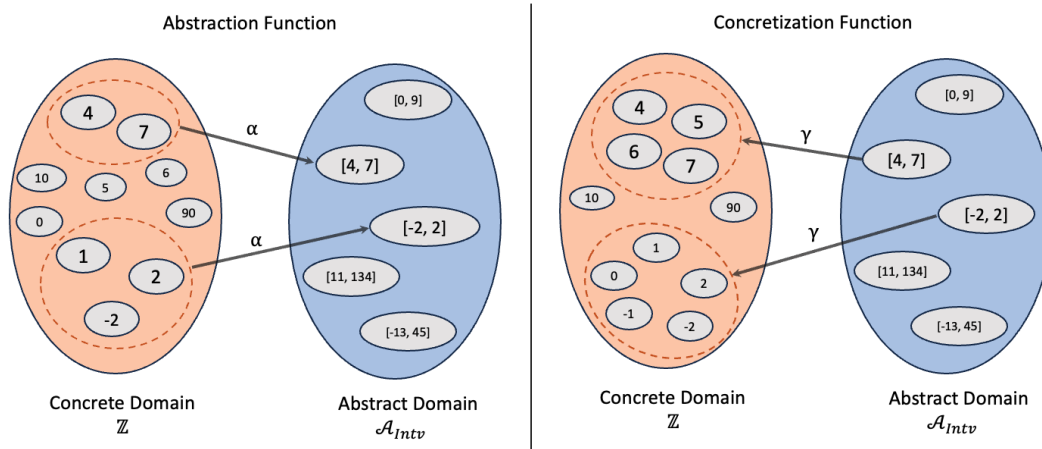 Abstraction Function
4
7
α
[0, 9]
[4, 7]
10
5
6
0
90
1
2
-2
α
[-2, 2]
[11, 134]
[-13, 45]
Concrete Domain
ℤ
Abstract Domain
𝒜Intv
Concretization Function
4
5
6
7
γ
[0, 9]
[4, 7]
10
90
[-2, 2]
γ
1
0
2
-1
-2
[11, 134]
[-13, 45]
Concrete Domain
ℤ
Abstract Domain
𝒜Intv